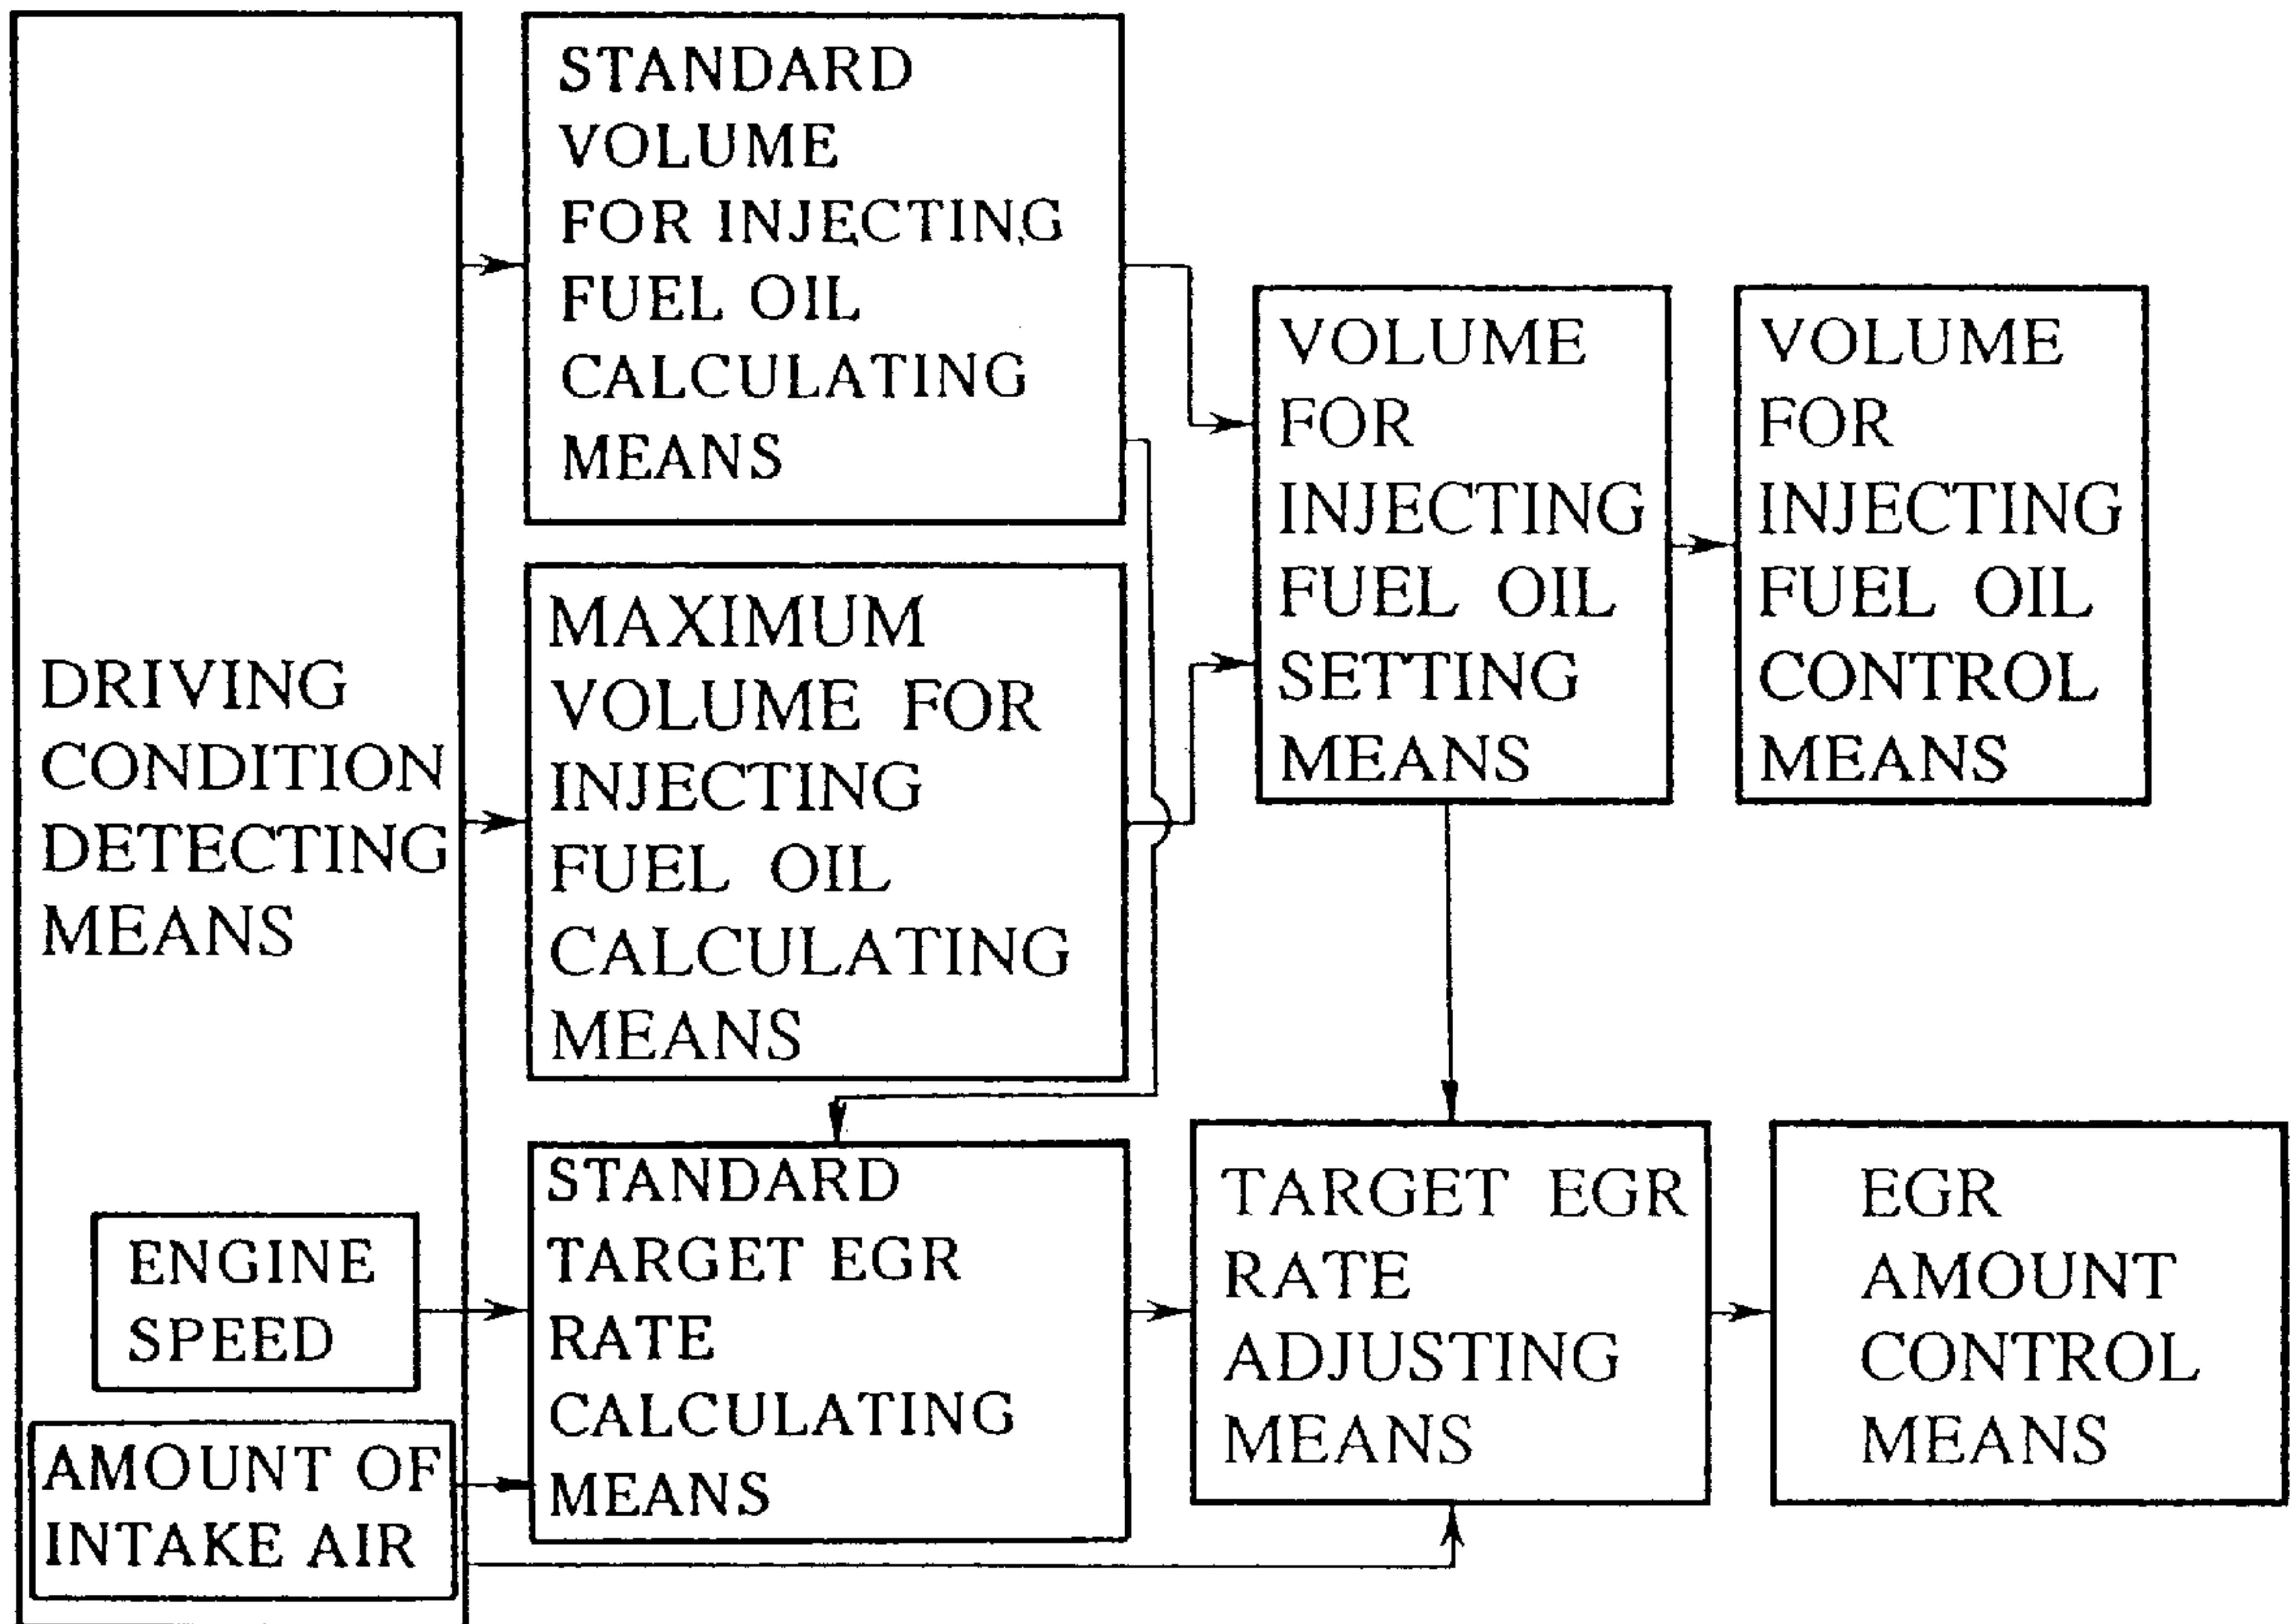 DRIVING
CONDITION
DETECTING
MEANS
ENGINE
SPEED
AMOUNT OF
INTAKE AIR
STANDARD
VOLUME
FOR INJECTING
FUEL OIL
CALCULATING
MEANS
MAXIMUM
VOLUME FOR
INJECTING
FUEL OIL
CALCULATING
MEANS
STANDARD
TARGET EGR
RATE
CALCULATING
MEANS
VOLUME
FOR
INJECTING
FUEL OIL
SETTING
MEANS
VOLUME
FOR
INJECTING
FUEL OIL
CONTROL
MEANS
TARGET EGR
RATE
ADJUSTING
MEANS
EGR
AMOUNT
CONTROL
MEANS